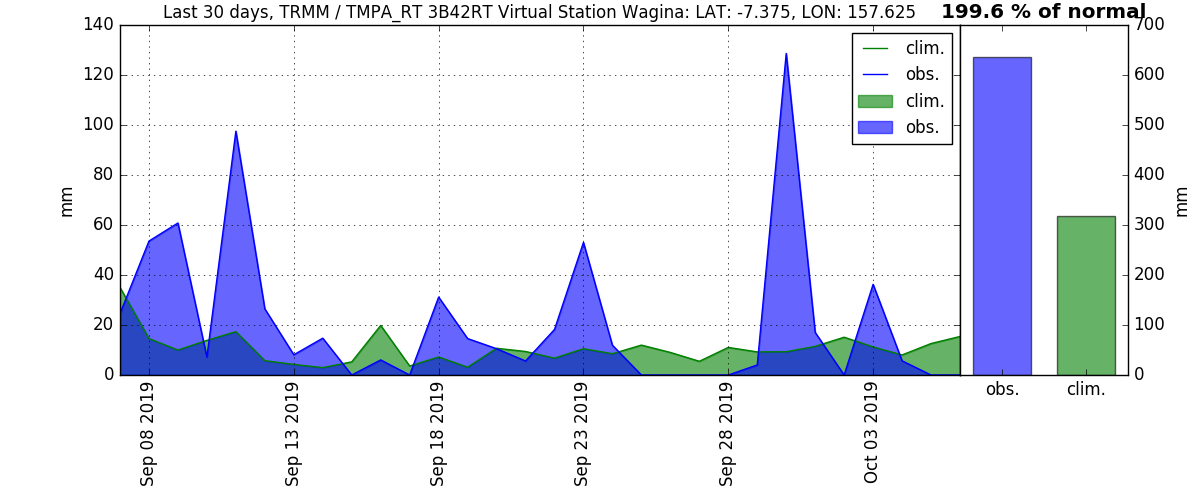 Last 30 days, TRMM / TMPA_RT 3B42RT Virtual Station Wagina: LAT: -7.375, LON: 157.625
199.6 % of normal
140
120
100
80
60
40
20
0
mm
clim.
obs.
clim.
obs.
700
600
500
400
300
200
100
0
mm
Sep 08 2019
Sep 13 2019
Sep 18 2019
Sep 23 2019
Sep 28 2019
Oct 03 2019
obs.
clim.